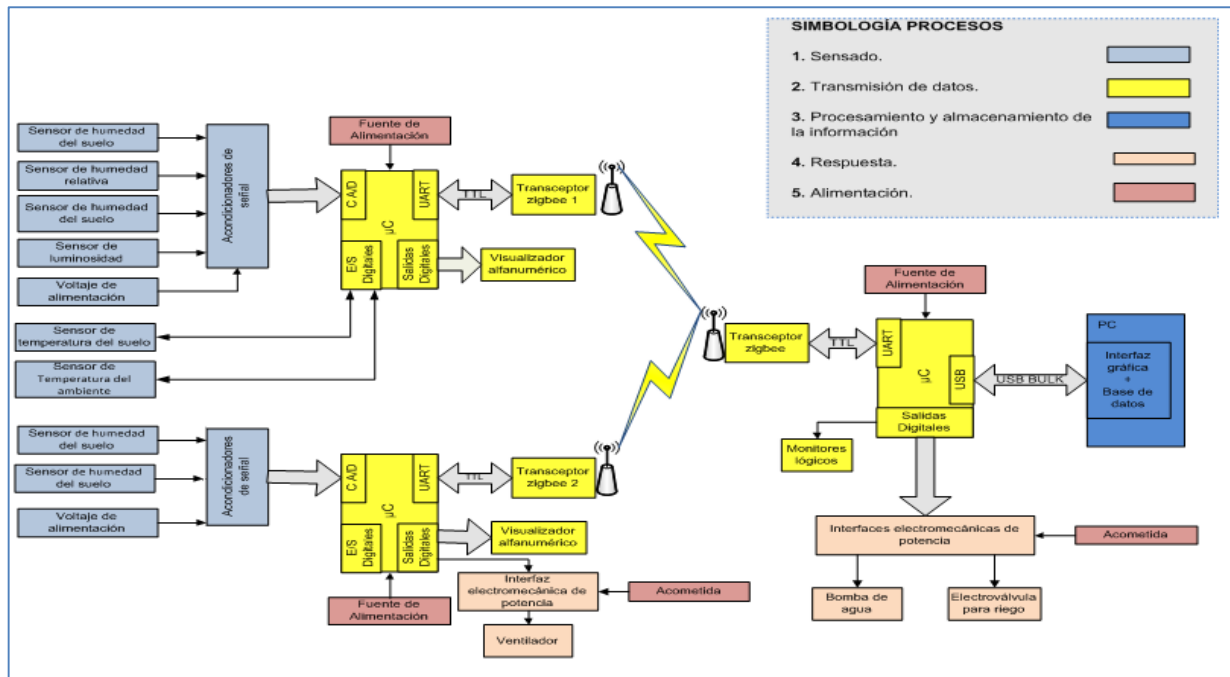 SIMBOLOGÍA PROCESOS
1. Sensado.
2. Transmisión de datos.
3. Procesamiento y almacenamiento de
la información
4. Respuesta.
5. Alimentación.
Sensor de humedad
del suelo
Sensor de humedad
relativa
Sensor de humedad
del suelo
Sensor de
luminosidad
Voltaje de
alimentación
Sensor de
temperatura del suelo
Sensor de
Temperatura del
ambiente
Acondicionadores de
señal
Fuente de
Alimentación
C A/D
UART
µC
E/S
Digitales
Salidas
Digitales
TTL
Transceptor
zigbee 1
Visualizador
alfanumérico
Sensor de humedad
del suelo
Sensor de humedad
del suelo
Voltaje de
alimentación
Acondicionadores
de señal
C A/D
UART
µC
E/S
Digitales
Salidas
Digitales
TTL
Transceptor
zigbee 2
Visualizador
alfanumérico
Fuente de
Alimentación
Interfaz
electromecánica de
potencia
Acometida
Ventilador
Transceptor
zigbee
TTL
Fuente de
Alimentación
UART
µC
USB
Salidas
Digitales
USB BULK
PC
Interfaz
gráfica
+
Base de
datos
Monitores
lógicos
Interfaces electromecánicas de
potencia
Acometida
Bomba de
agua
Electroválvula
para riego